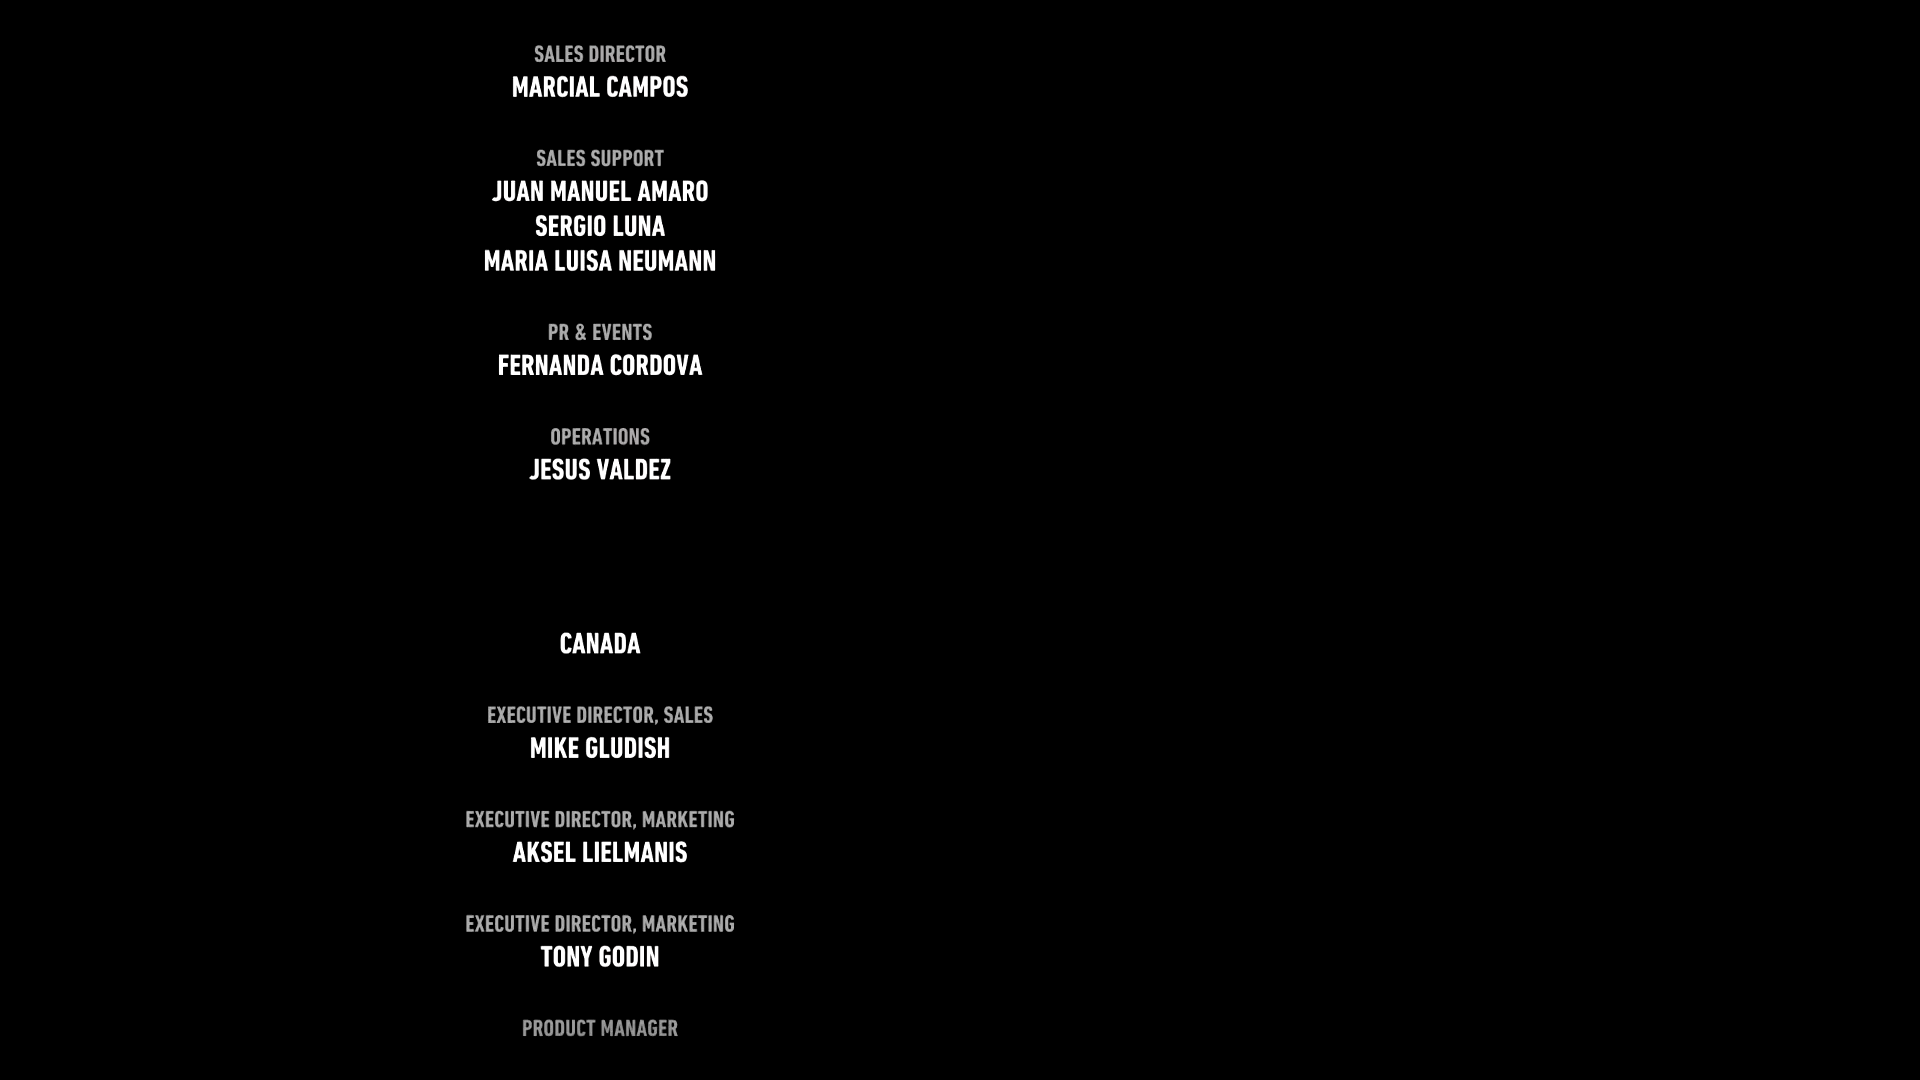 SALES DIRECTOR
MARCIAL CAMPOS
SALES SUPPORT
JUAN MANUEL AMARO
SERGIO LUNA
MARIA LUISA NEUMANN
PR & EVENTS
FERNANDA CORDOVA
OPERATIONS
JESUS VALDEZ
CANADA
EXECUTIVE DIRECTOR, SALES
MIKE GLUDISH
EXECUTIVE DIRECTOR, MARKETING
AKSEL LIELMANIS
EXECUTIVE DIRECTOR, MARKETING
TONY GODIN
PRODUCT MANAGER